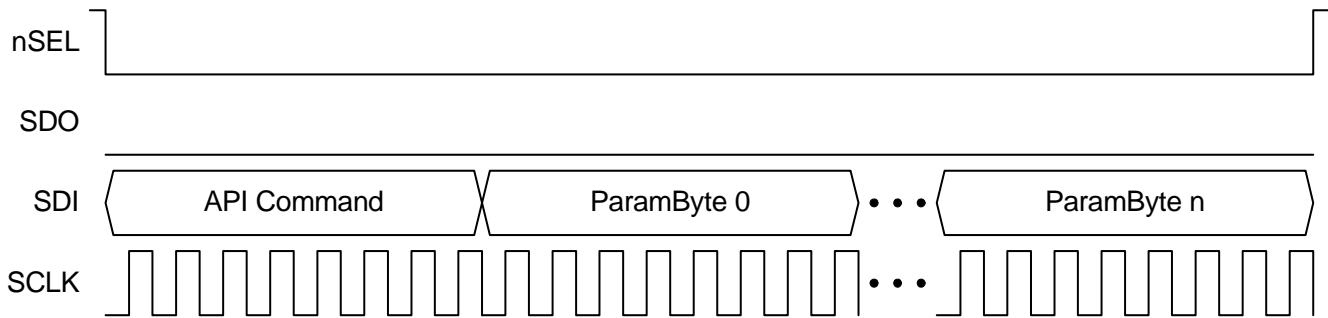 nSEL
SDO
SDI API Command ParamByte 0 ParamByte n
SCLK